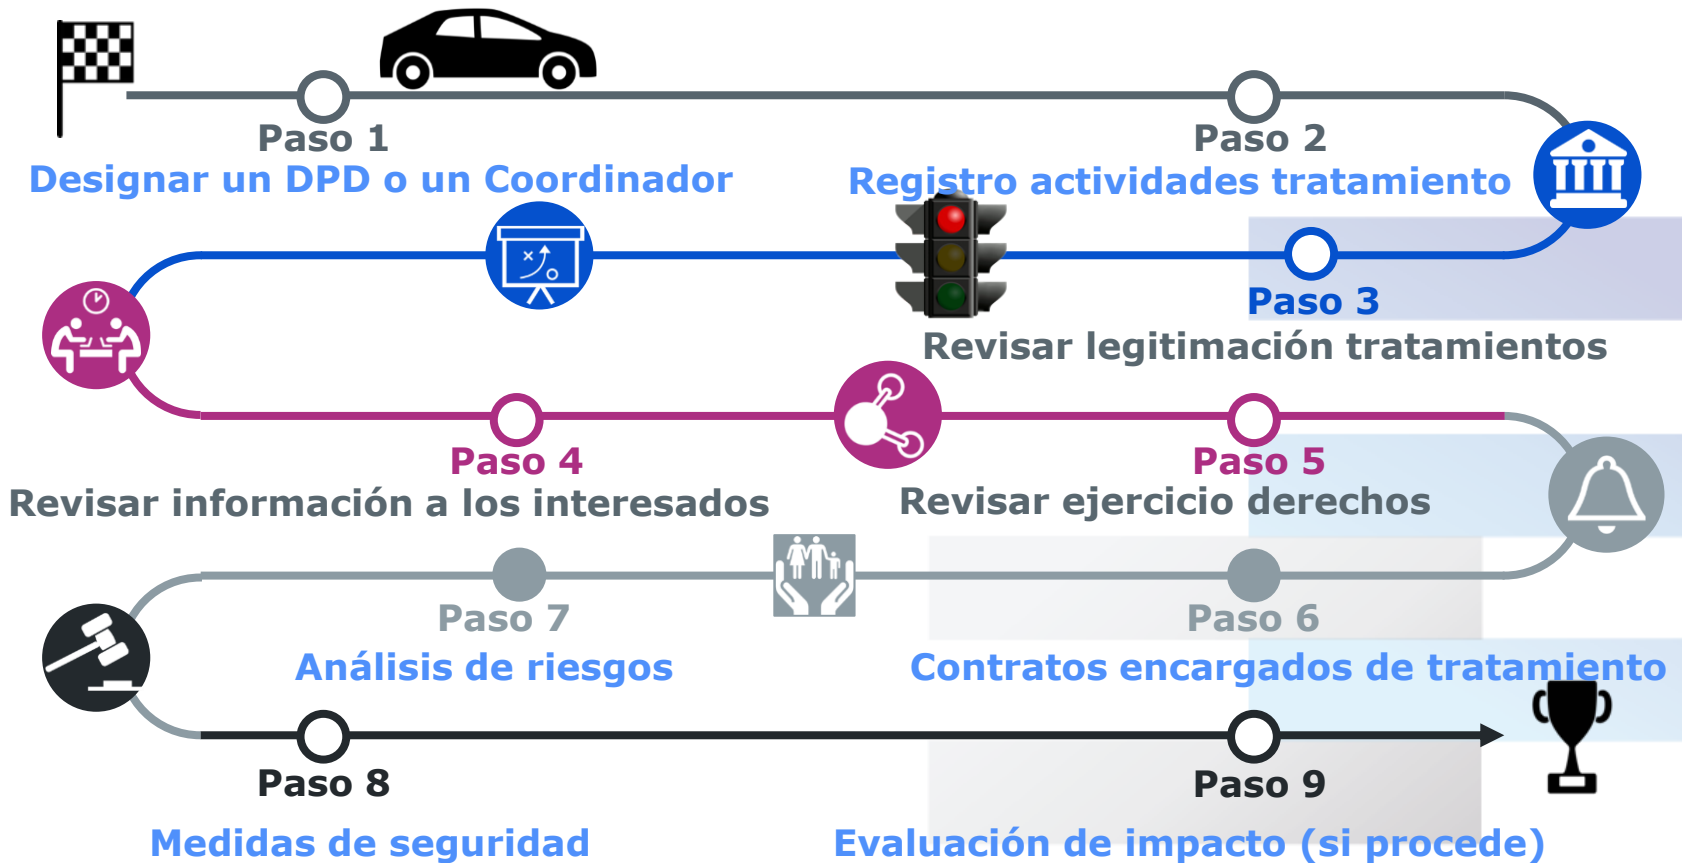 Paso 1
Designar un DPD o un Coordinador
Paso 2
Registro actividades tratamiento
Paso 3
Revisar legitimación tratamientos
Paso 4
Revisar información a los interesados
Paso 5
Revisar ejercicio derechos
Paso 6
Contratos encargados de tratamiento
Paso 7
Análisis de riesgos
Paso 8
Medidas de seguridad
Paso 9
Evaluación de impacto (si procede)